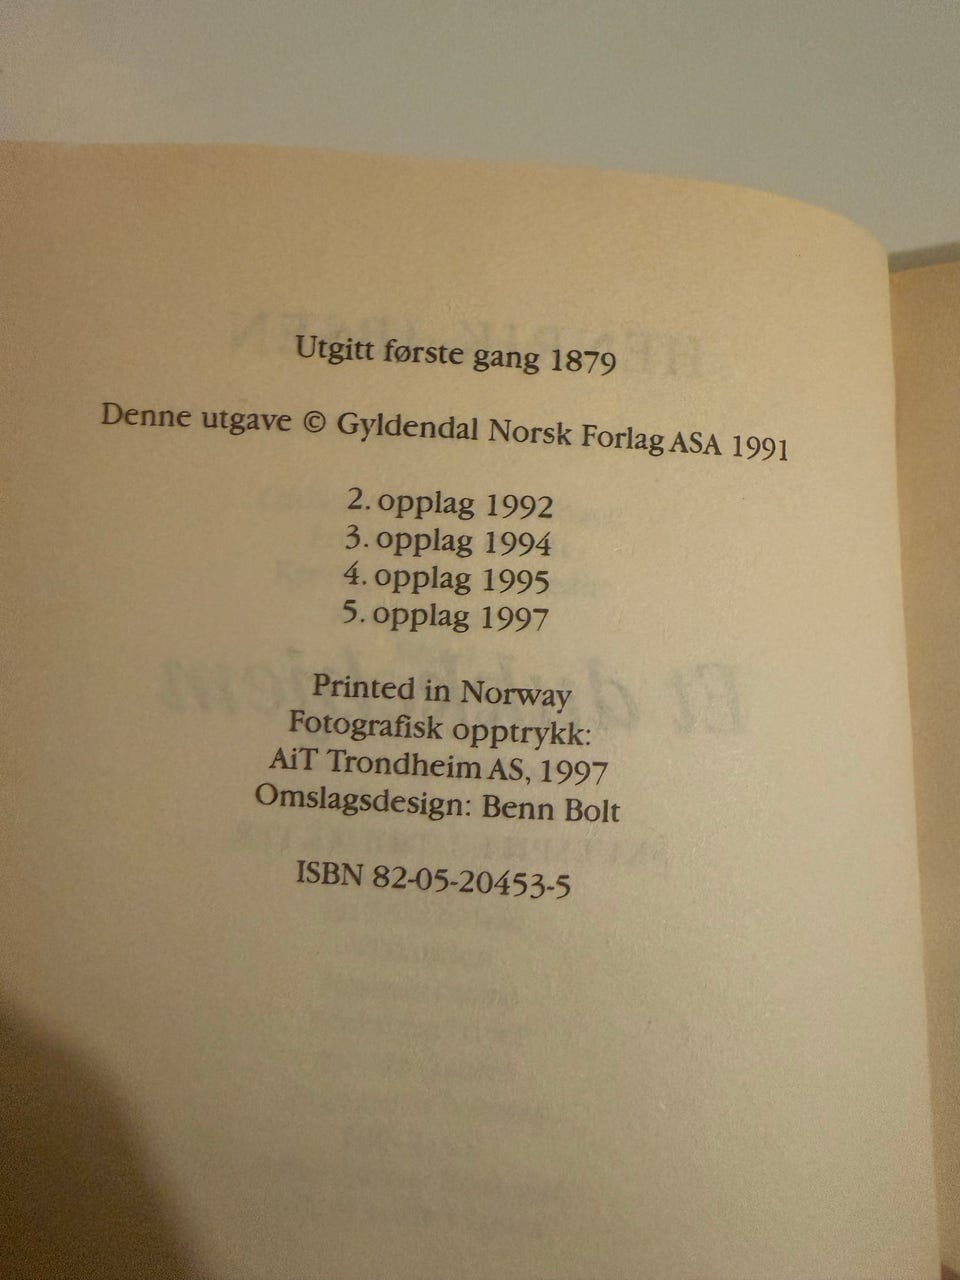 Utgitt første gang 1879
Denne utgave © Gyldendal Norsk Forlag ASA 1991
2. opplag 1992
3. opplag 1994
4. opplag 1995
5. opplag 1997
Printed in Norway
Fotografisk opptrykk:
AiT Trondheim AS, 1997
Omslagsdesign: Benn Bolt
ISBN 82-05-20453-5